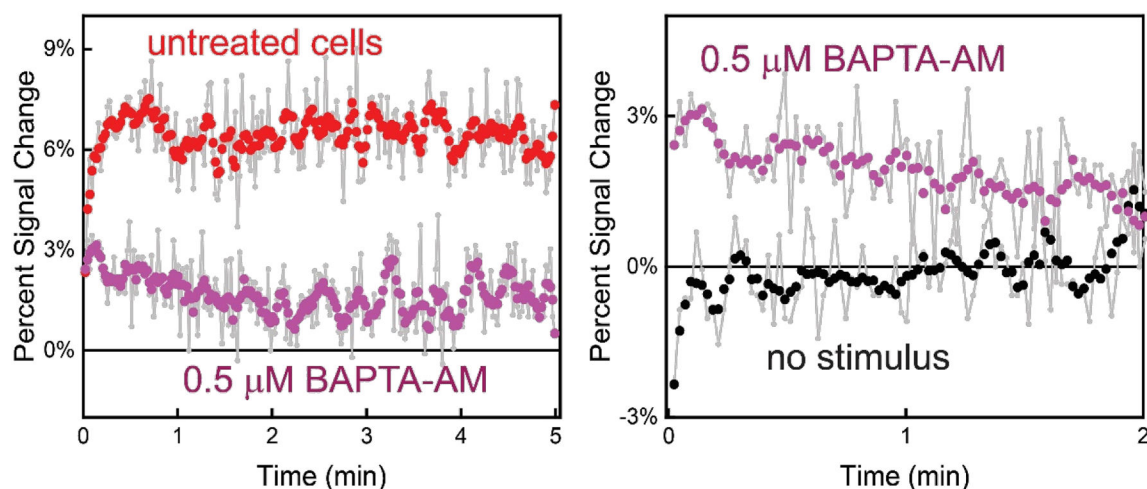 Percent Signal Change
9%
6%
3%
0%
untreated cells
0.5 μM BAPTA-AM
0 1 2 3 4 5
Time (min)
Percent Signal Change
3%
0%
-3%
0.5 μM BAPTA-AM
no stimulus
0 1 2
Time (min)